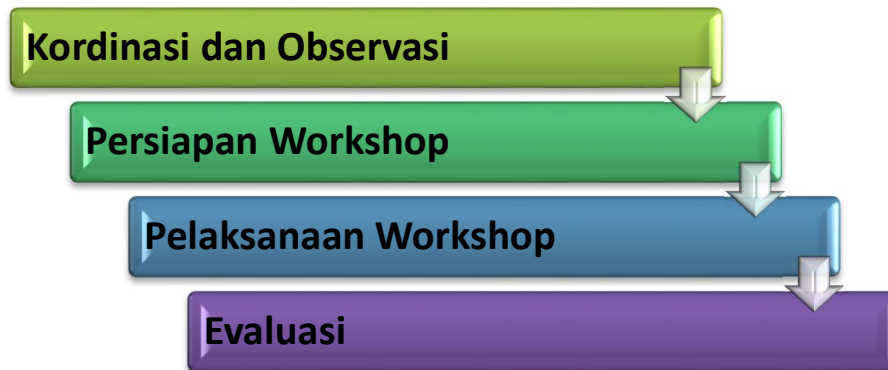 Kordinasi dan Observasi
Persiapan Workshop
Pelaksanaan Workshop
Evaluasi